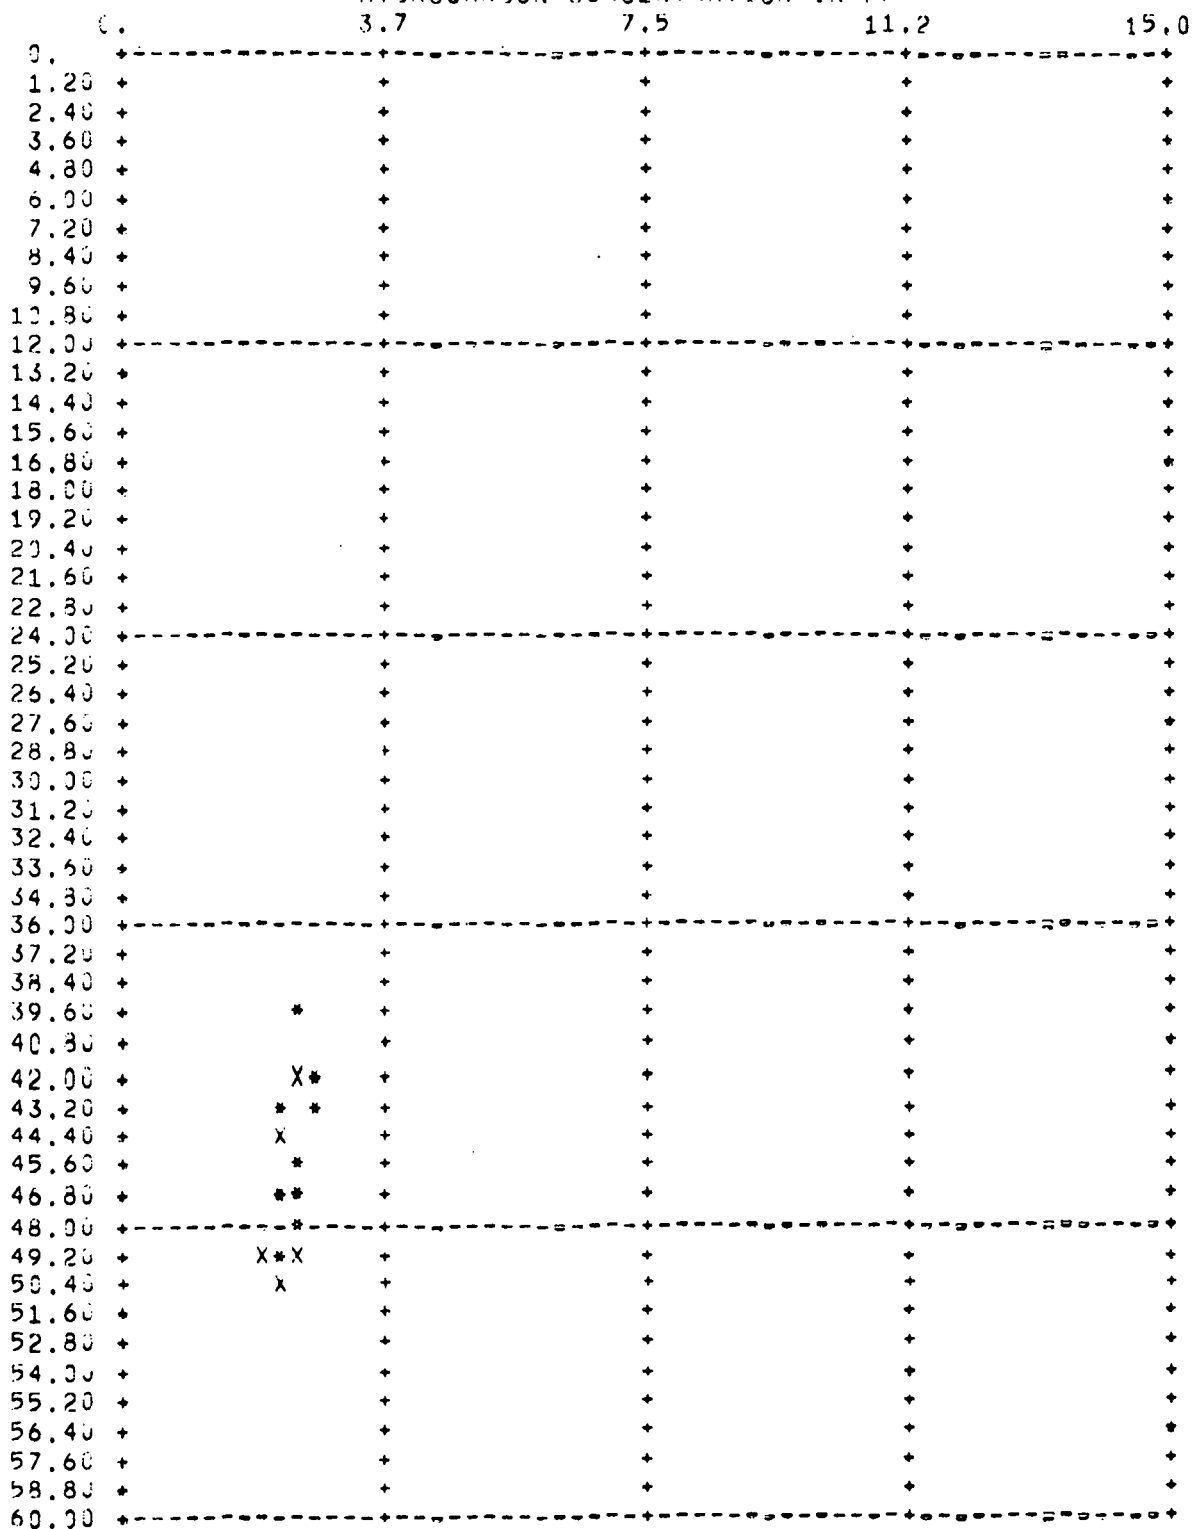 0. 3.7 7.5 11.2 15.0
0. +---------------+---------------+---------------+---------------+
1.20 + + + + +
2.40 + + + + +
3.60 + + + + +
4.80 + + + + +
6.00 + + + + +
7.20 + + + + +
8.40 + + + + +
9.60 + + + + +
10.80 + + + + +
12.00 +---------------+---------------+---------------+---------------+
13.20 + + + + +
14.40 + + + + +
15.60 + + + + +
16.80 + + + + +
18.00 + + + + +
19.20 + + + + +
20.40 + + + + +
21.60 + + + + +
22.80 + + + + +
24.00 +---------------+---------------+---------------+---------------+
25.20 + + + + +
26.40 + + + + +
27.60 + + + + +
28.80 + + + + +
30.00 + + + + +
31.20 + + + + +
32.40 + + + + +
33.60 + + + + +
34.80 + + + + +
36.00 +---------------+---------------+---------------+---------------+
37.20 + + + + +
38.40 + + + + +
39.60 + * + + + +
40.80 + + + + +
42.00 + X* + + + +
43.20 + * * + + + +
44.40 + X + + + +
45.60 + * + + + +
46.80 + ** + + + +
48.00 +----------*----+---------------+---------------+---------------+
49.20 + X*X + + + +
50.40 + X + + + +
51.60 + + + + +
52.80 + + + + +
54.00 + + + + +
55.20 + + + + +
56.40 + + + + +
57.60 + + + + +
58.80 + + + + +
60.00 +---------------+---------------+---------------+---------------+